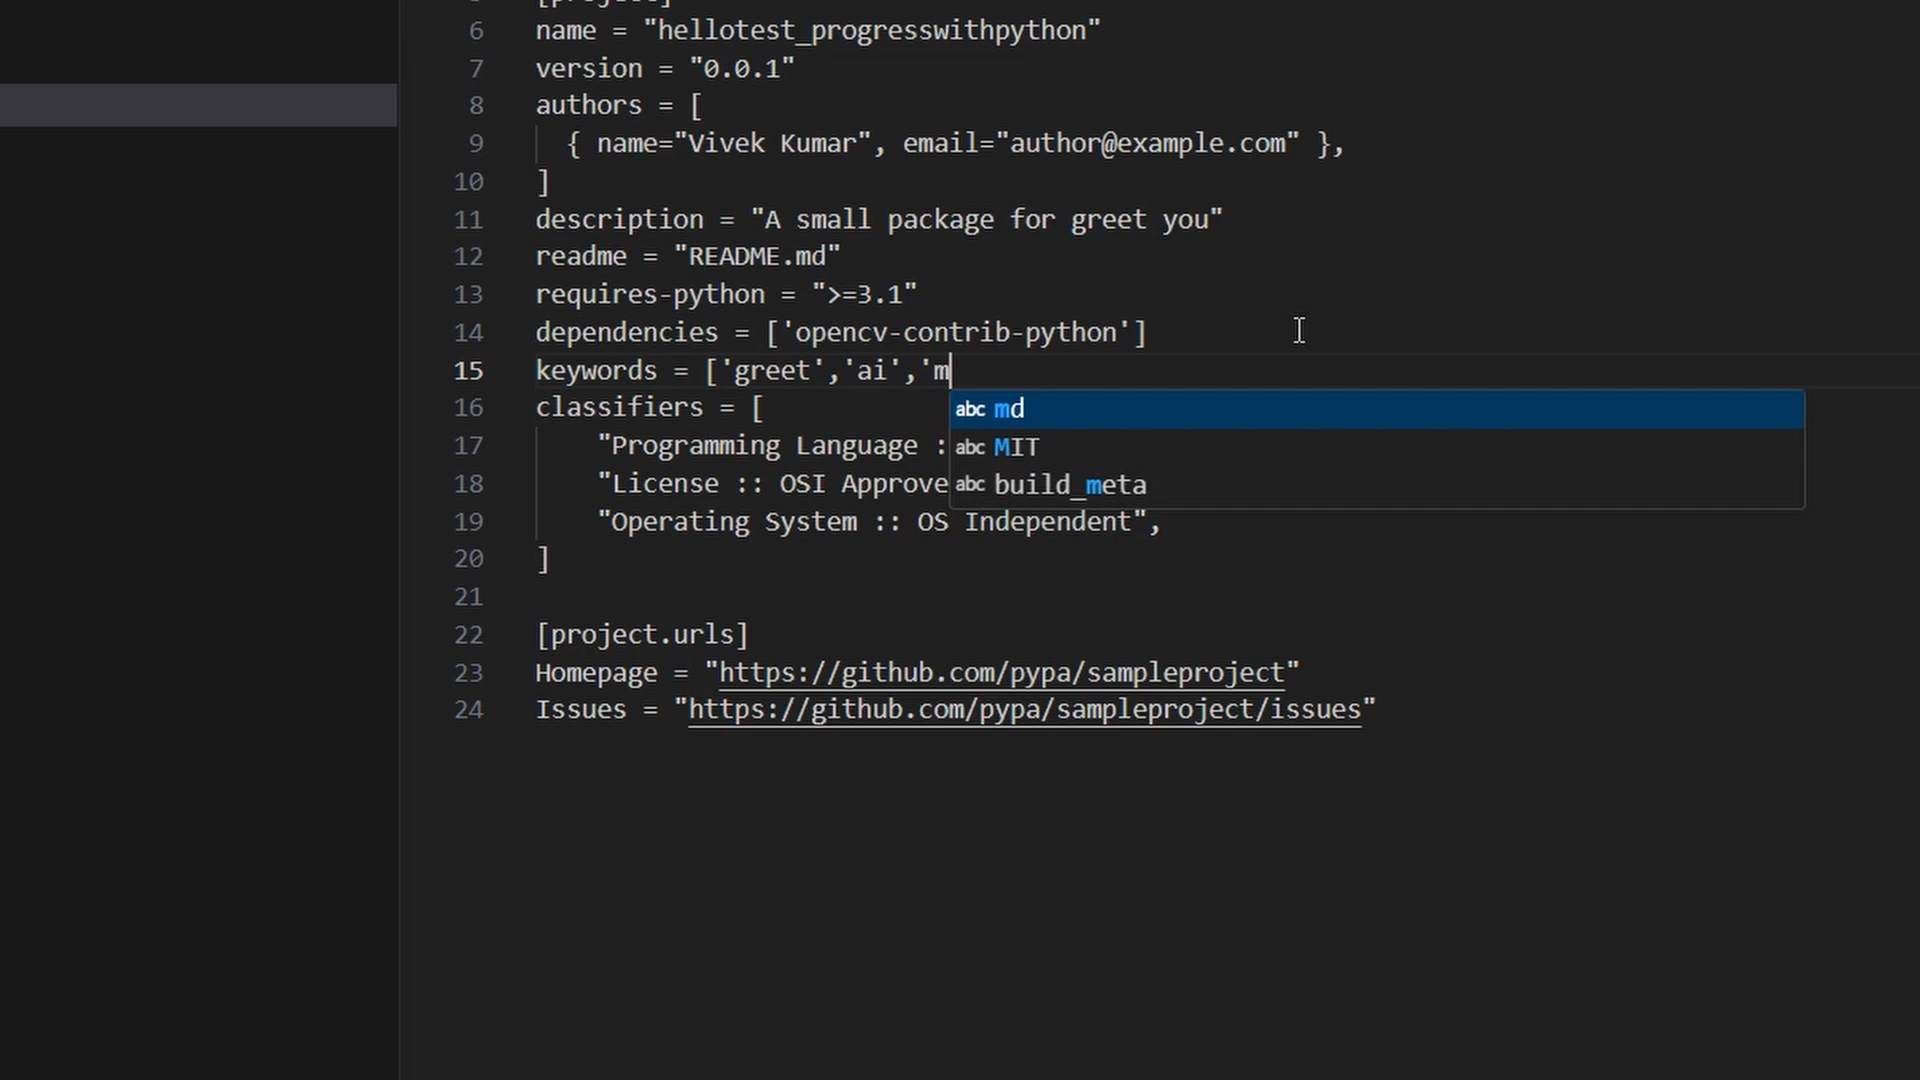 6 name = "hellotest_progresswithpython"
7 version = "0.0.1"
8 authors = [
9 { name="Vivek Kumar", email="author@example.com" },
10 ]
11 description = "A small package for greet you"
12 readme = "README.md"
13 requires-python = ">=3.1"
14 dependencies = ['opencv-contrib-python']
15 keywords = ['greet','ai','m
16 classifiers = [
abc md
17 "Programming Language :
abc MIT
18 "License :: OSI Approve
abc build_meta
19 "Operating System :: OS Independent",
20 ]
21
22 [project.urls]
23 Homepage = "https://github.com/pypa/sampleproject"
24 Issues = "https://github.com/pypa/sampleproject/issues"